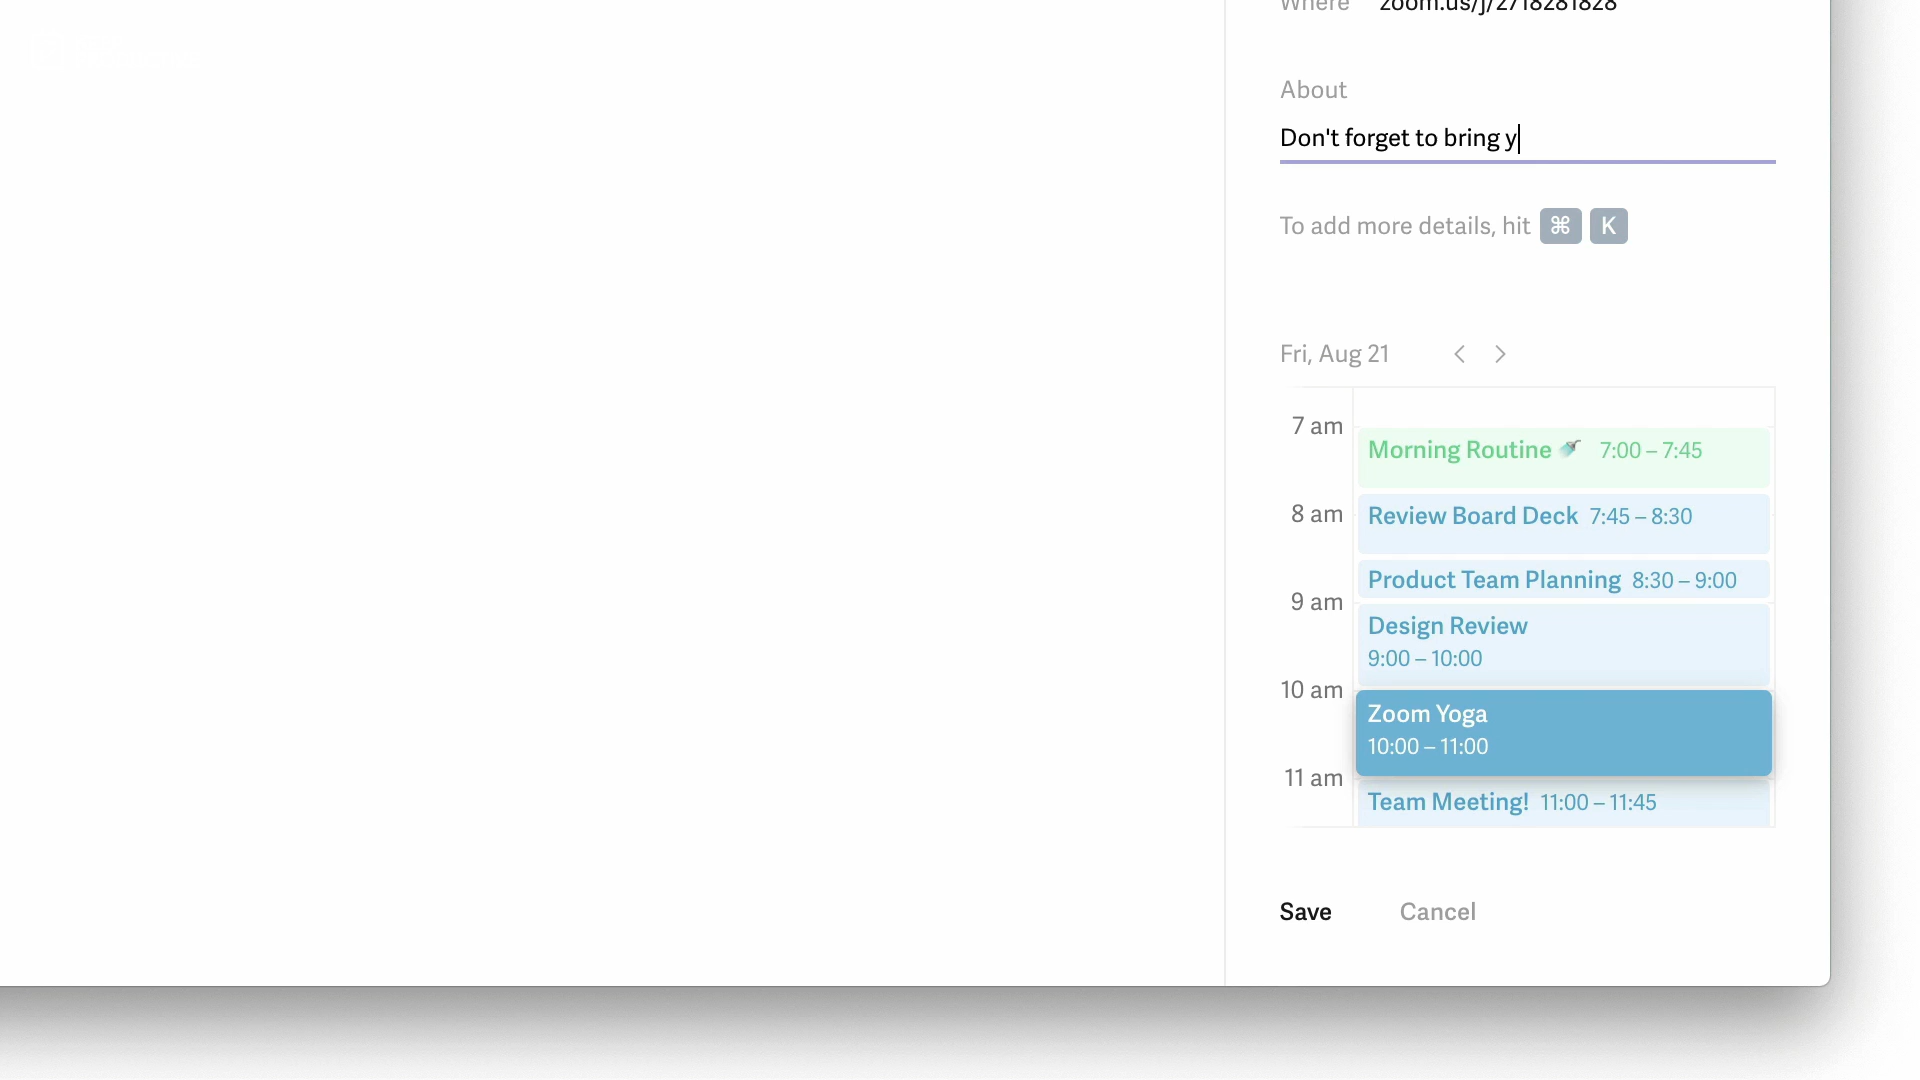 Where zoom.us/j/2718281828
About
Don't forget to bring y
To add more details, hit ⌘ K
Fri, Aug 21 < >
7 am
Morning Routine 🚿 7:00 – 7:45
8 am
Review Board Deck 7:45 – 8:30
Product Team Planning 8:30 – 9:00
9 am
Design Review
9:00 – 10:00
10 am
Zoom Yoga
10:00 – 11:00
11 am
Team Meeting! 11:00 – 11:45
Save Cancel